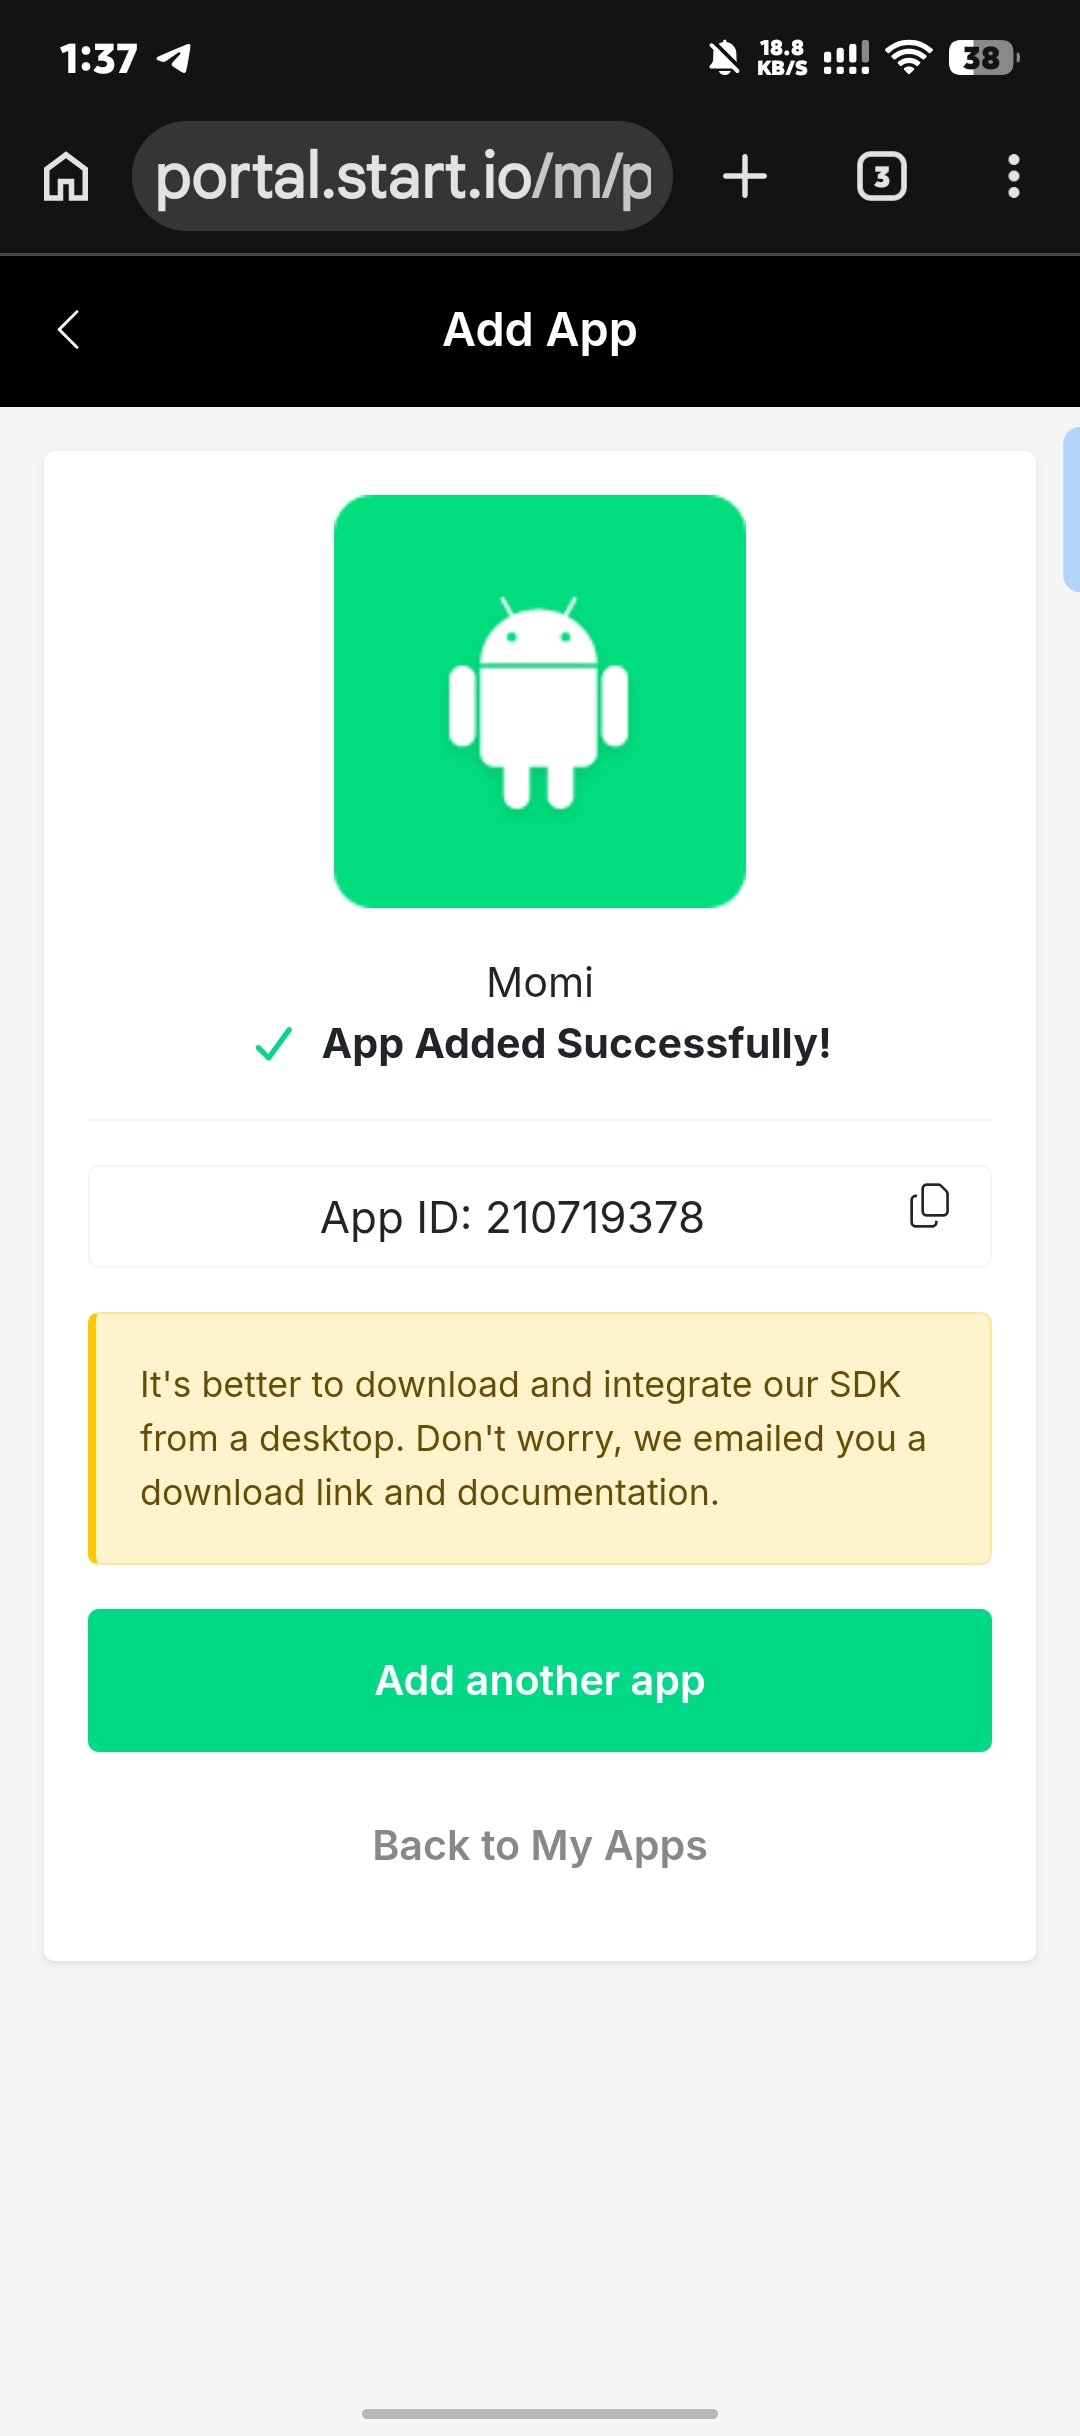 1:37
18.8
KB/S
38
portal.start.io/m/p
3
Add App
Momi
App Added Successfully!
App ID: 210719378
It's better to download and integrate our SDK
from a desktop. Don't worry, we emailed you a
download link and documentation.
Add another app
Back to My Apps